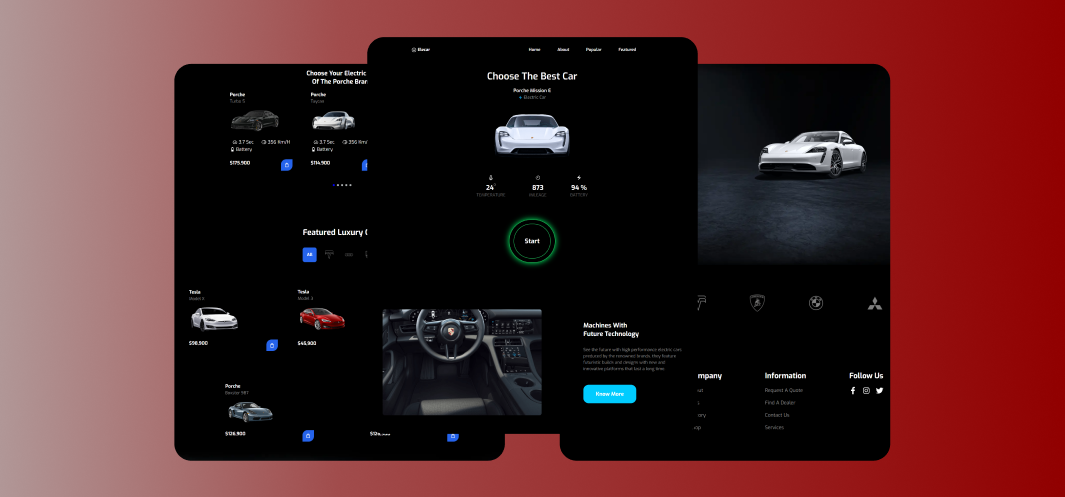 Elecar
Home About Popular Featured
Choose The Best Car
Porche Mission E
Electric Car
24°
TEMPERATURE
873
MILEAGE
94 %
BATTERY
Start
Machines With
Future Technology
See the future with high performance electric cars
produced by the renowned brands. They feature
futuristic builds and designs with new and
innovative platforms that last a long time.
Know More
Choose Your Electric
Of The Porche Bran
Porche
Turbo S
3.7 Sec 356 Km/H
Battery
$175,900
Porche
Taycan
3.7 Sec 356 Km/
Battery
$114,900
Featured Luxury
All
Tesla
Model S
$98,900
Tesla
Model 3
$45,900
Porche
Boxster 987
$126,900
mpany
Information
Request A Quote
Find A Dealer
Contact Us
Services
Follow Us